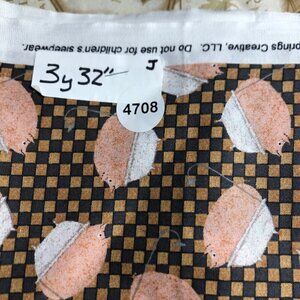 prings Creative, LLC. Do not use for children's sleepwear.
3y 32" J
4708